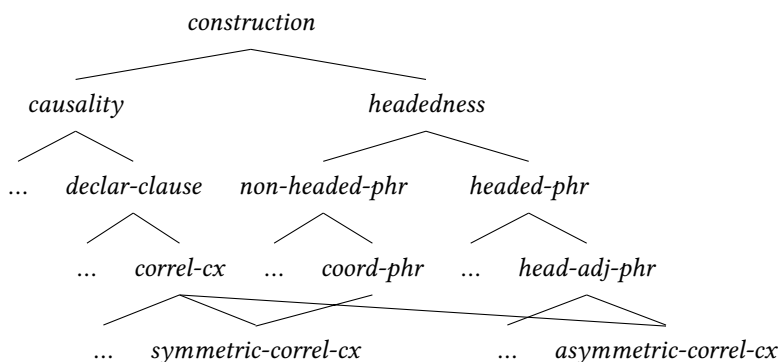 construction
causality headedness
... declar-clause non-headed-phr headed-phr
... correl-cx ... coord-phr ... head-adj-phr
... symmetric-correl-cx ... asymmetric-correl-cx